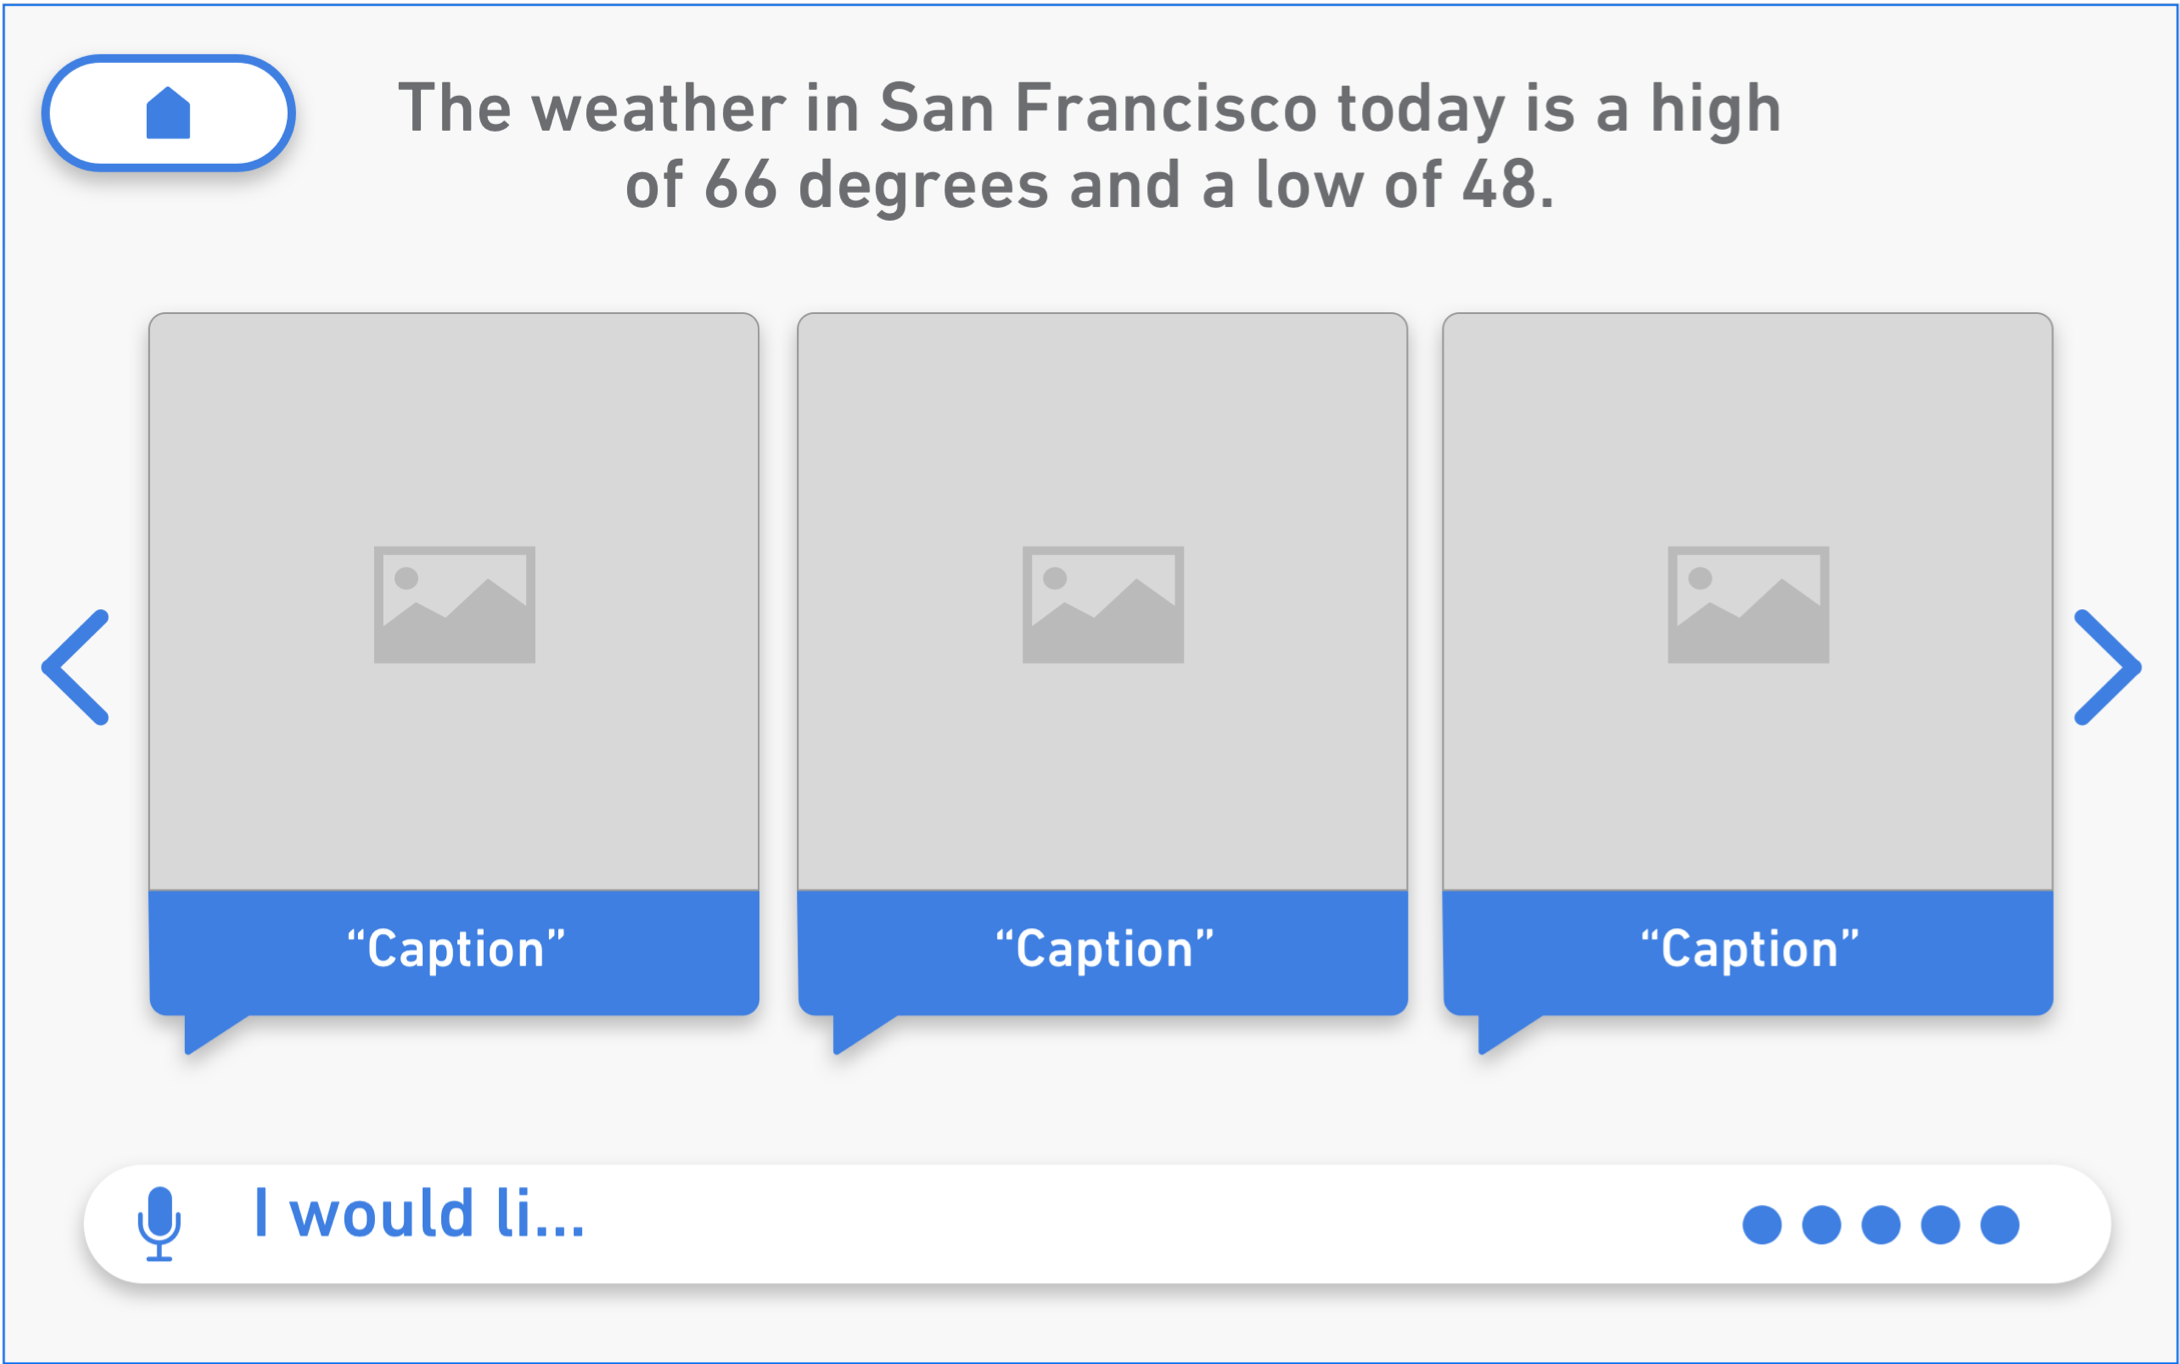 The weather in San Francisco today is a high
of 66 degrees and a low of 48.
“Caption”
“Caption”
“Caption”
I would li...